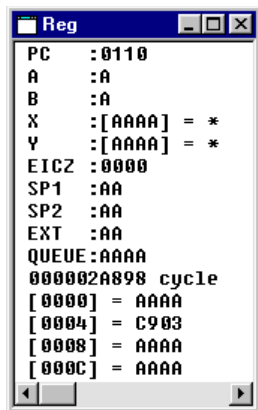 Reg
PC :0110
A :A
B :A
X :[AAAA] = *
Y :[AAAA] = *
EICZ :0000
SP1 :AA
SP2 :AA
EXT :AA
QUEUE:AAAA
000002A898 cycle
[0000] = AAAA
[0004] = C903
[0008] = AAAA
[000C] = AAAA